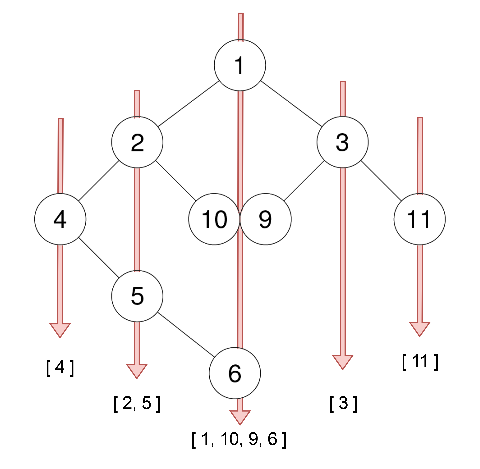 1
2
3
4
10
9
11
5
6
[ 4 ]
[ 2, 5 ]
[ 1, 10, 9, 6 ]
[ 3 ]
[ 11 ]